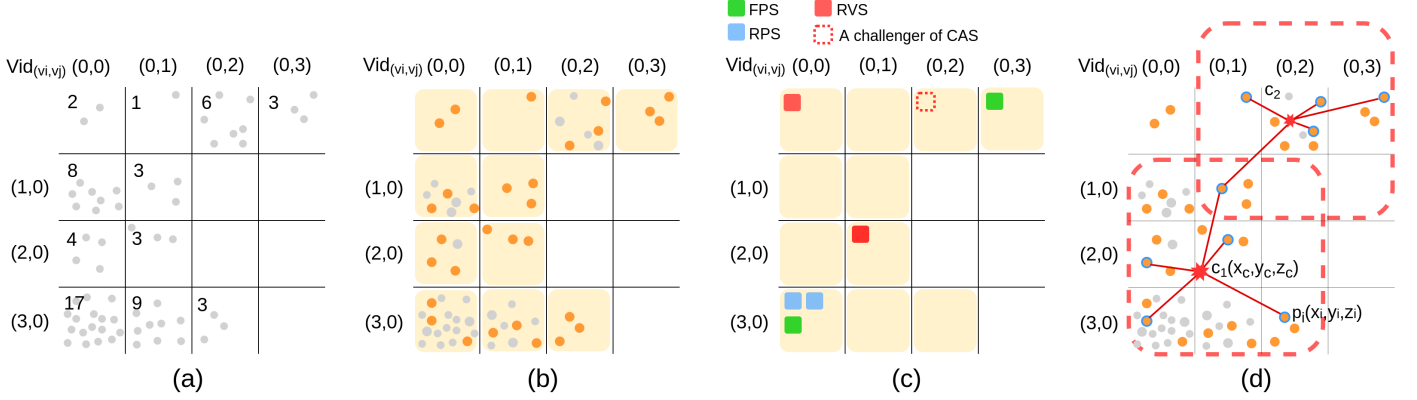 FPS RVS
RPS A challenger of CAS
Vid(vi,vj) (0,0) (0,1) (0,2) (0,3)
2 1 6 3
(1,0) 8 3
(2,0) 4 3
(3,0) 17 9 3
(a)
Vid(vi,vj) (0,0) (0,1) (0,2) (0,3)
(1,0)
(2,0)
(3,0)
(b)
Vid(vi,vj) (0,0) (0,1) (0,2) (0,3)
(1,0)
(2,0)
(3,0)
(c)
Vid(vi,vj) (0,0) (0,1) (0,2) (0,3)
c2
(1,0)
(2,0)
c1(xc,yc,zc)
(3,0)
pi(xi,yi,zi)
(d)